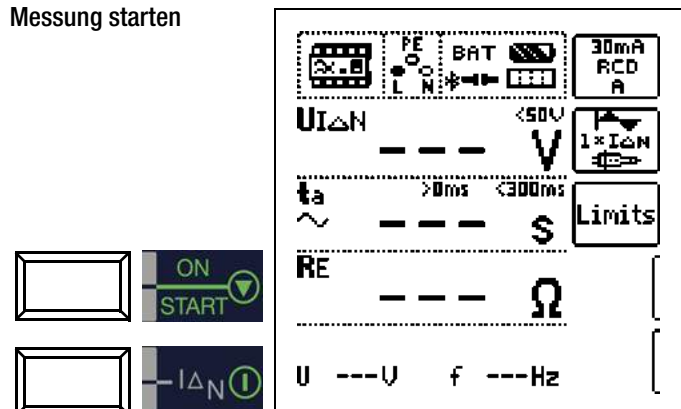 Messung starten
PE
L N
BAT
30mA
RCD
A
UI△N
<50V
--- V
1×I△N
ta
>0ms <300ms
~ --- s
Limits
RE
--- Ω
ON
START
I△N
U ---V f ---Hz